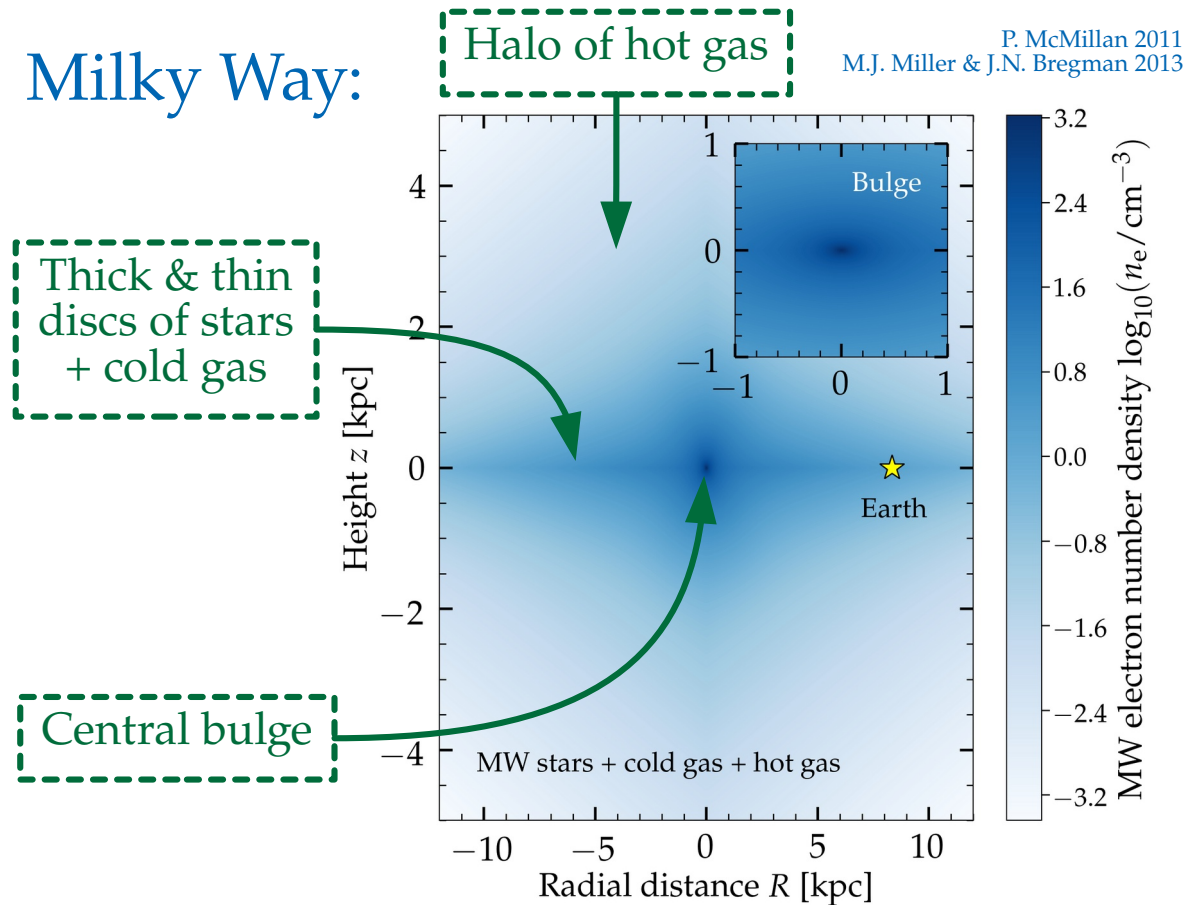 Milky Way:
Halo of hot gas
P. McMillan 2011
M.J. Miller & J.N. Bregman 2013
Thick & thin
discs of stars
+ cold gas
Central bulge
Height z [kpc]
4
2
0
−2
−4
−10
−5
0
5
10
Radial distance R [kpc]
Bulge
1
0
−1
−1
0
1
Earth
MW stars + cold gas + hot gas
3.2
2.4
1.6
0.8
0.0
−0.8
−1.6
−2.4
−3.2
MW electron number density log₁₀(nₑ/cm⁻³)